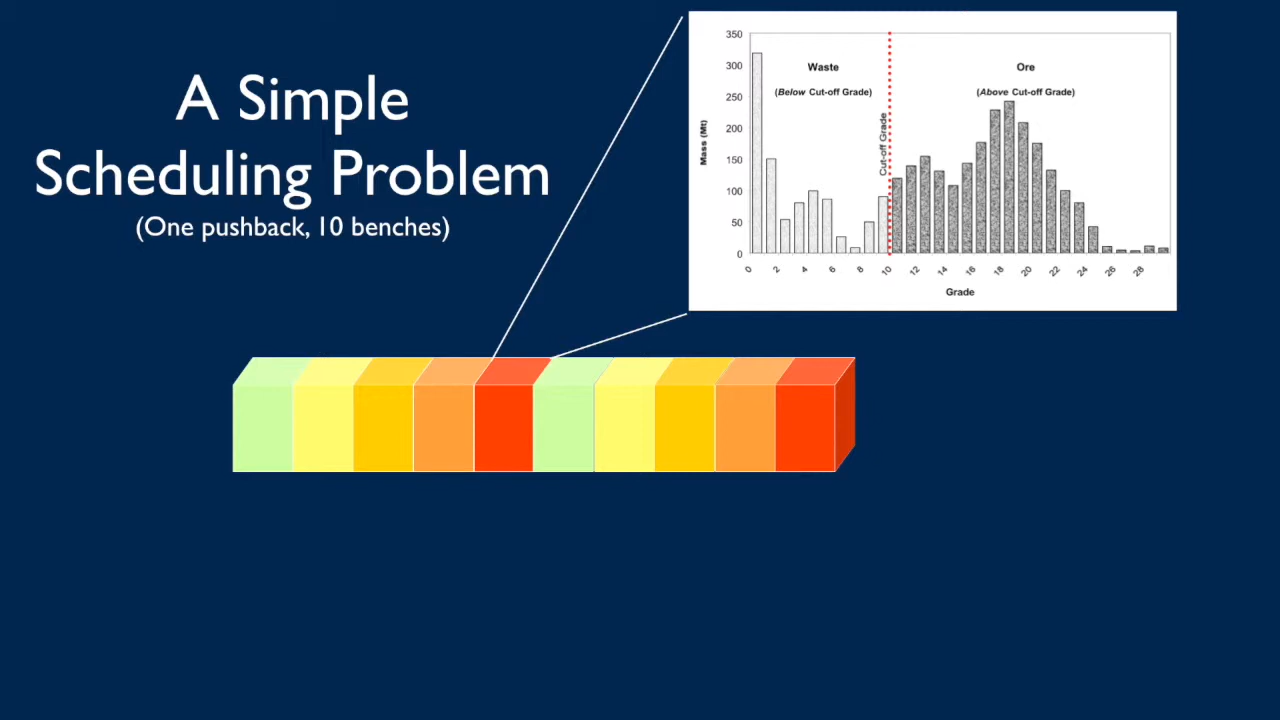 A Simple
Scheduling Problem
(One pushback, 10 benches)
350
300
250
200
150
100
50
0
Mass (Mt)
Waste
(Below Cut-off Grade)
Cut-off Grade
Ore
(Above Cut-off Grade)
0 2 4 6 8 10 12 14 16 18 20 22 24 26 28
Grade